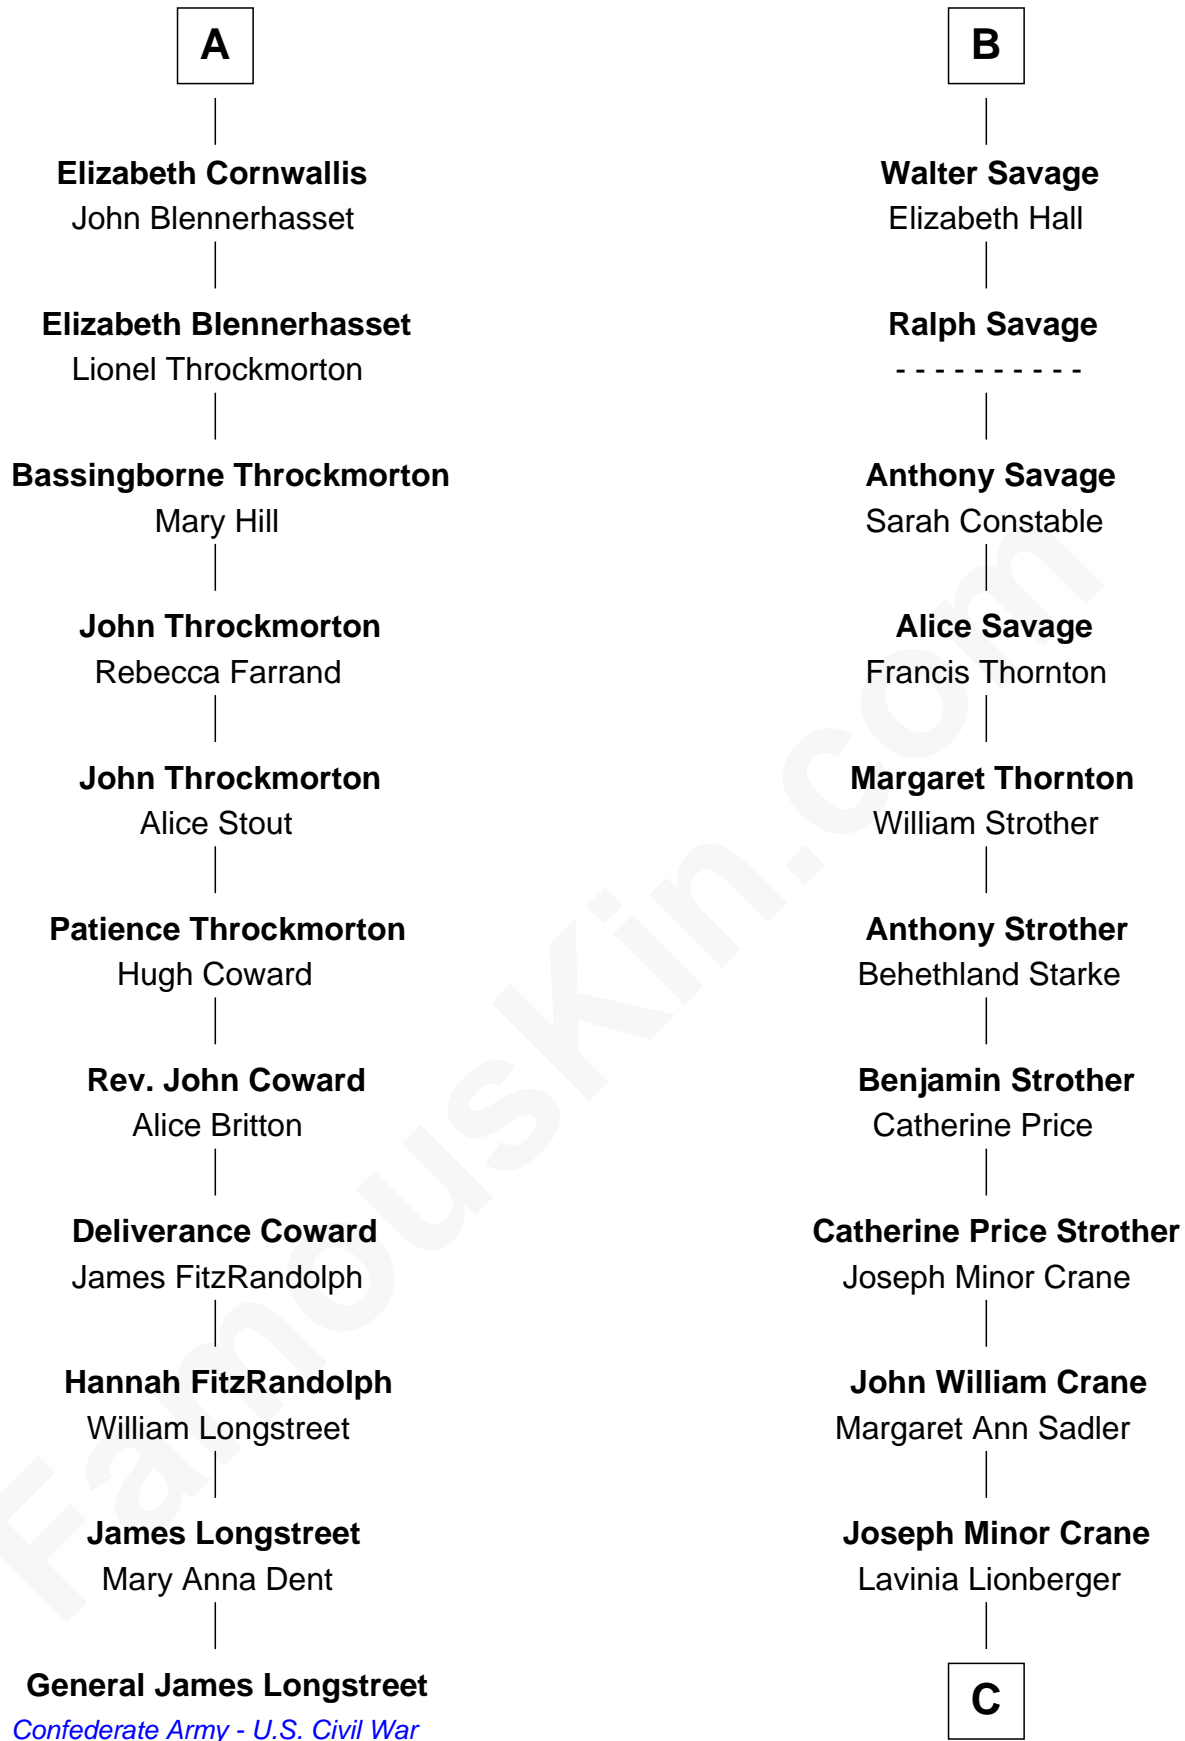 A
Elizabeth Cornwallis
John Blennerhasset
Elizabeth Blennerhasset
Lionel Throckmorton
Bassingborne Throckmorton
Mary Hill
John Throckmorton
Rebecca Farrand
John Throckmorton
Alice Stout
Patience Throckmorton
Hugh Coward
Rev. John Coward
Alice Britton
Deliverance Coward
James FitzRandolph
Hannah FitzRandolph
William Longstreet
James Longstreet
Mary Anna Dent
General James Longstreet
Confederate Army - U.S. Civil War
B
Walter Savage
Elizabeth Hall
Ralph Savage
- - - - - - - - - -
Anthony Savage
Sarah Constable
Alice Savage
Francis Thornton
Margaret Thornton
William Strother
Anthony Strother
Behethland Starke
Benjamin Strother
Catherine Price
Catherine Price Strother
Joseph Minor Crane
John William Crane
Margaret Ann Sadler
Joseph Minor Crane
Lavinia Lionberger
C
FamousKin.com